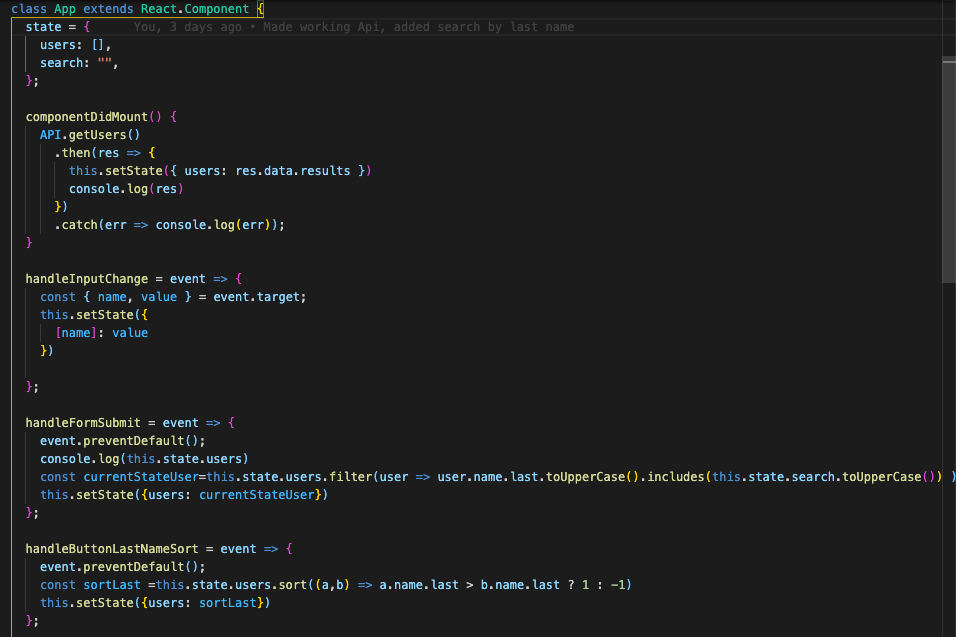 class App extends React.Component {
  state = {      You, 3 days ago • Made working Api, added search by last name
    users: [],
    search: "",
  };

  componentDidMount() {
    API.getUsers()
      .then(res => {
        this.setState({ users: res.data.results })
        console.log(res)
      })
      .catch(err => console.log(err));
  }

  handleInputChange = event => {
    const { name, value } = event.target;
    this.setState({
      [name]: value
    })

  };

  handleFormSubmit = event => {
    event.preventDefault();
    console.log(this.state.users)
    const currentStateUser=this.state.users.filter(user => user.name.last.toUpperCase().includes(this.state.search.toUpperCase()) )
    this.setState({users: currentStateUser})
  };

  handleButtonLastNameSort = event => {
    event.preventDefault();
    const sortLast =this.state.users.sort((a,b) => a.name.last > b.name.last ? 1 : -1)
    this.setState({users: sortLast})
  };